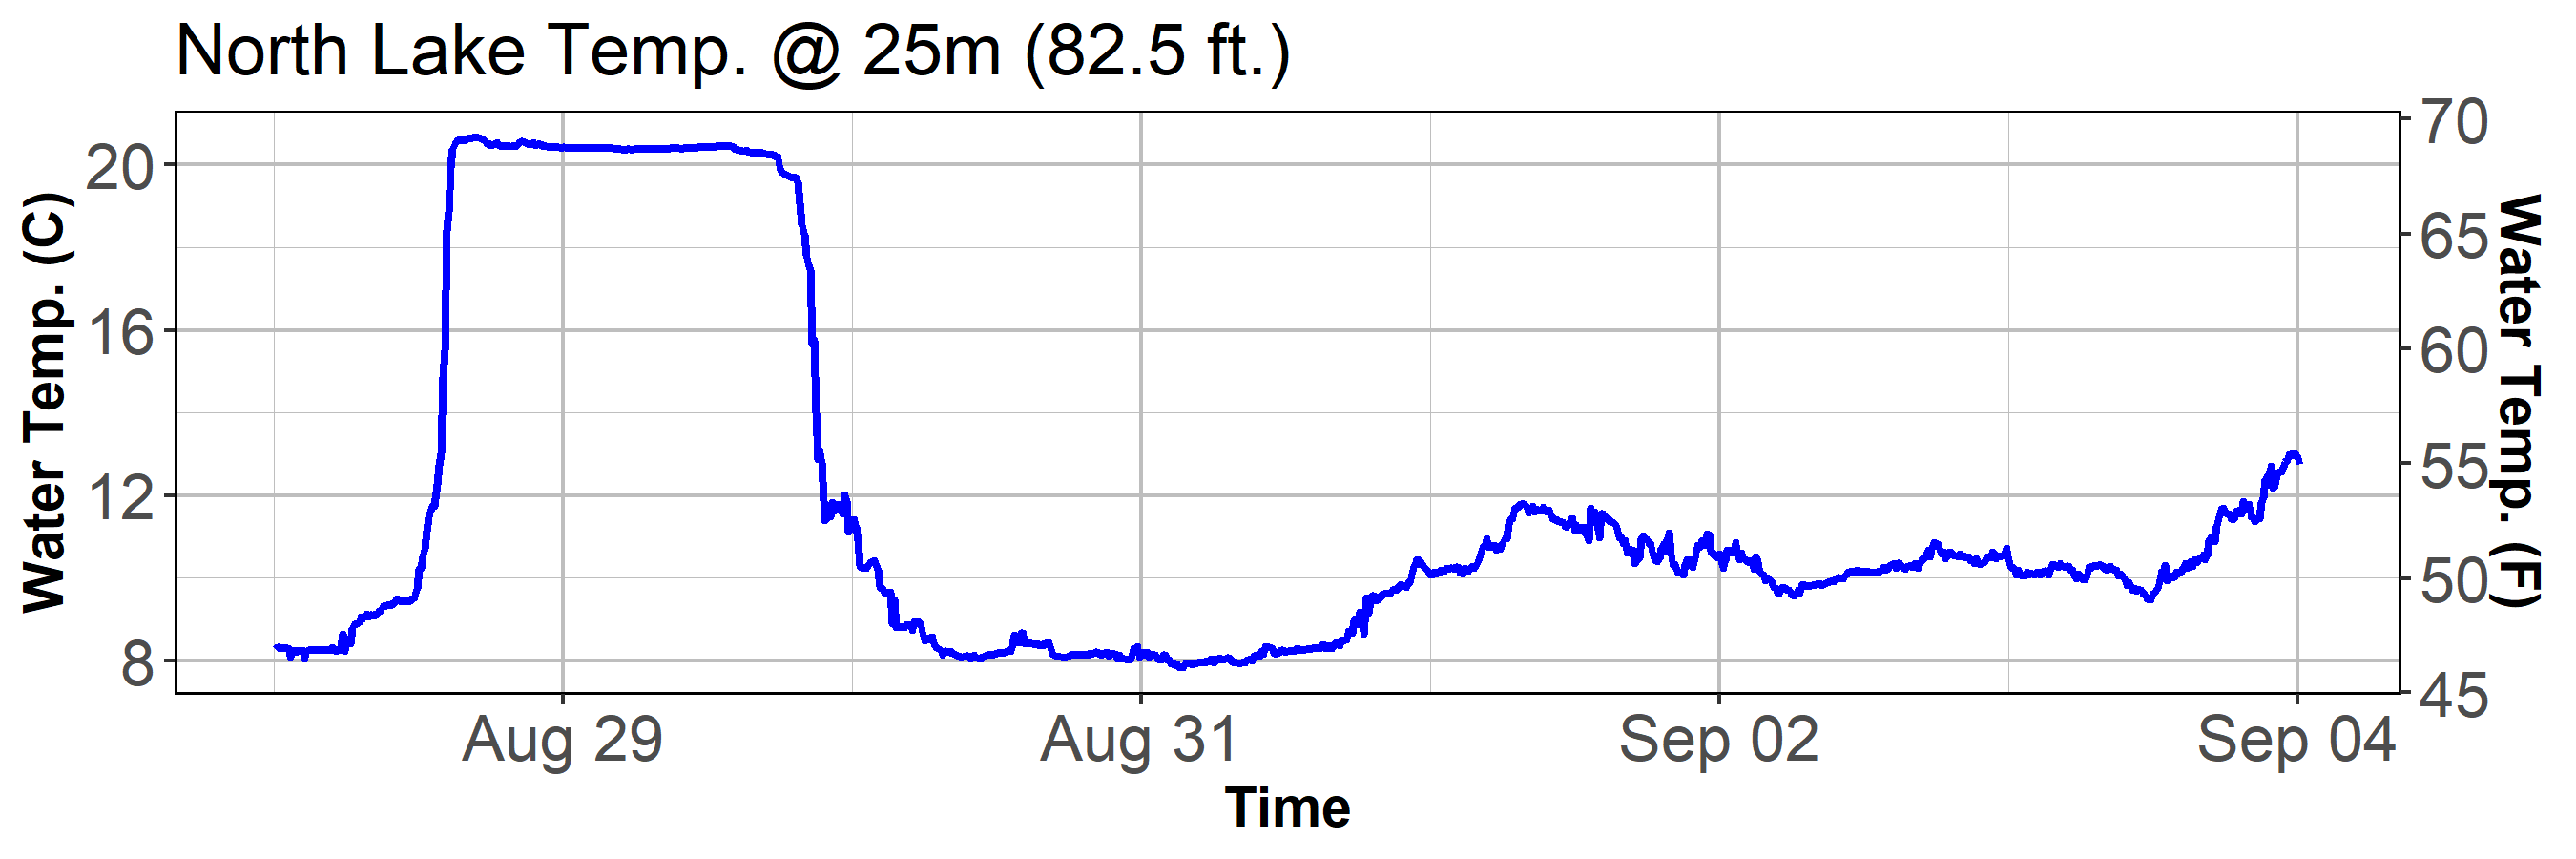 North Lake Temp. @ 25m (82.5 ft.)
Water Temp. (C)
20
16
12
8
70
65
60
55
50
45
Water Temp. (F)
Aug 29
Aug 31
Sep 02
Sep 04
Time